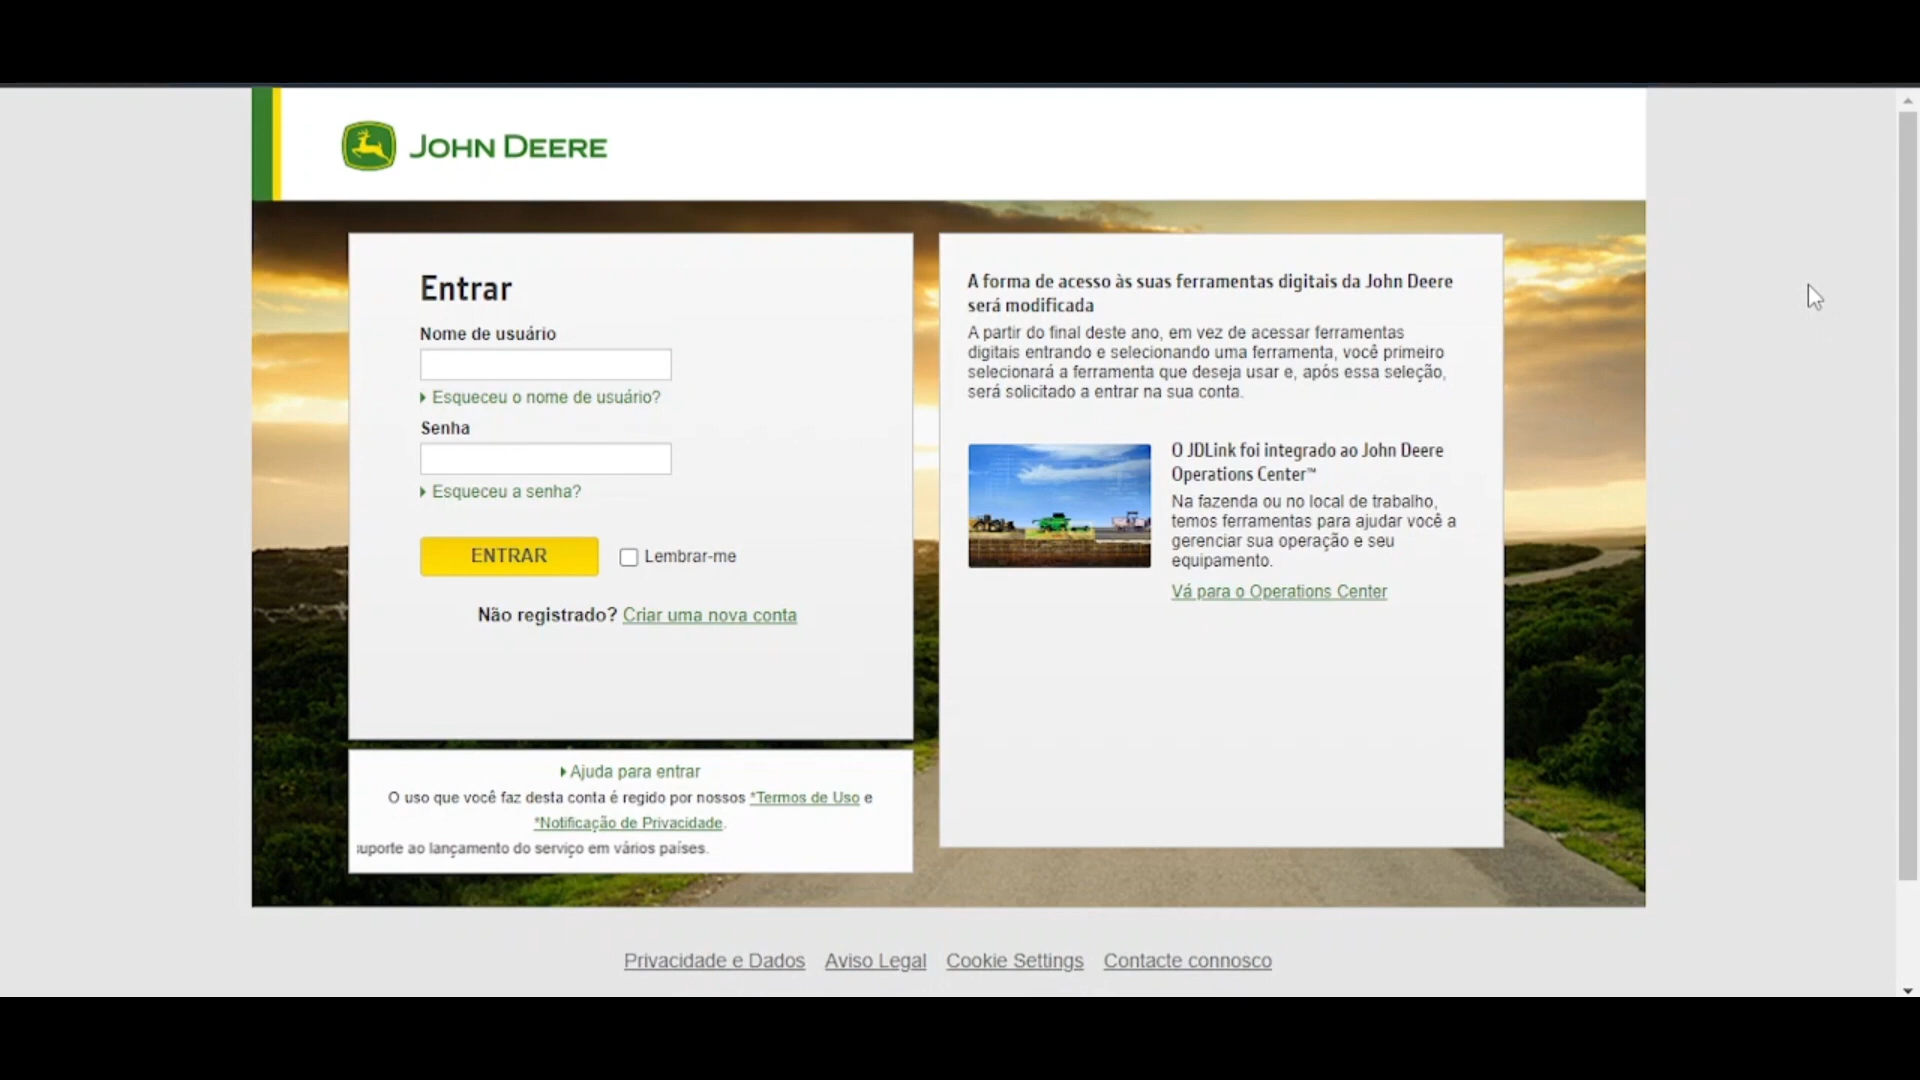 JOHN DEERE
Entrar
Nome de usuário
Esqueceu o nome de usuário?
Senha
Esqueceu a senha?
ENTRAR
Lembrar-me
Não registrado? Criar uma nova conta
Ajuda para entrar
O uso que você faz desta conta é regido por nossos *Termos de Uso e
*Notificação de Privacidade.
ao lançamento do serviço em vários países.
A forma de acesso às suas ferramentas digitais da John Deere
será modificada
A partir do final deste ano, em vez de acessar ferramentas
digitais entrando e selecionando uma ferramenta, você primeiro
selecionará a ferramenta que deseja usar e, após essa seleção,
será solicitado a entrar na sua conta.
O JDLink foi integrado ao John Deere
Operations Center™
Na fazenda ou no local de trabalho,
temos ferramentas para ajudar você a
gerenciar sua operação e seu
equipamento.
Vá para o Operations Center
Privacidade e Dados
Aviso Legal
Cookie Settings
Contacte connosco